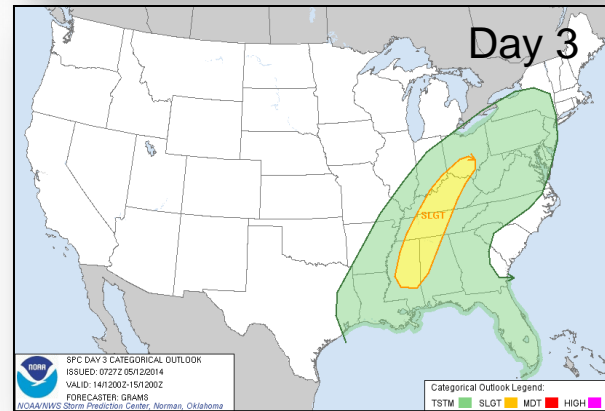 Day 3
SLGT
NOAA
SPC DAY 3 CATEGORICAL OUTLOOK
ISSUED: 0727Z 05/12/2014
VALID: 14/1200Z-15/1200Z
FORECASTER: GRAMS
NOAA/NWS Storm Prediction Center, Norman, Oklahoma
Categorical Outlook Legend:
TSTM SLGT MDT HIGH